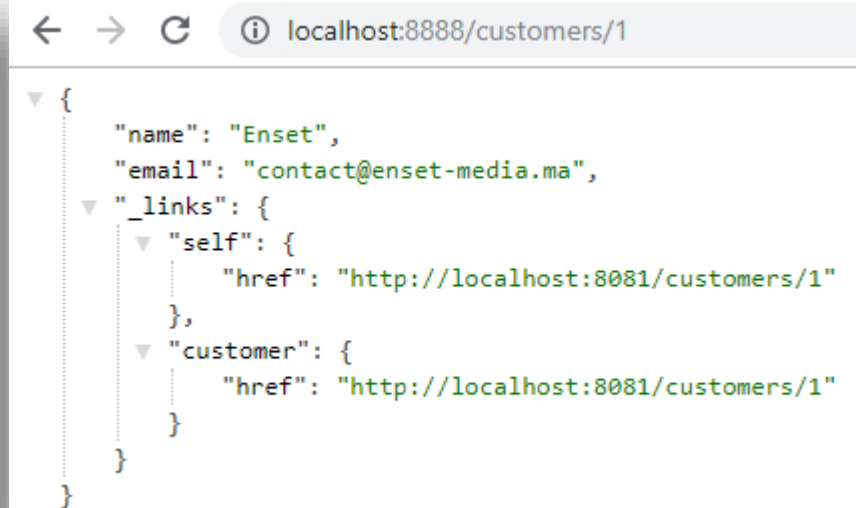 localhost:8888/customers/1
{
"name": "Enset",
"email": "contact@enset-media.ma",
"_links": {
"self": {
"href": "http://localhost:8081/customers/1"
},
"customer": {
"href": "http://localhost:8081/customers/1"
}
}
}